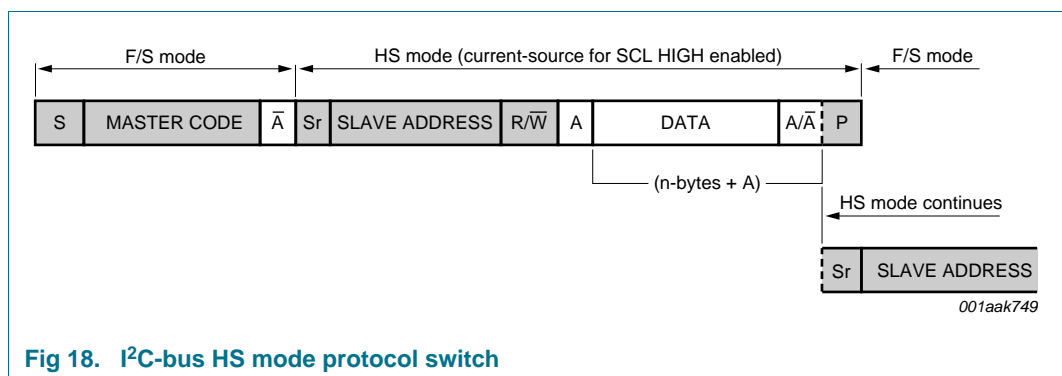 F/S mode HS mode (current-source for SCL HIGH enabled) F/S mode
S MASTER CODE A̅ Sr SLAVE ADDRESS R/W̅ A DATA A/A̅ P
(n-bytes + A)
HS mode continues
Sr SLAVE ADDRESS
001aak749
Fig 18. I²C-bus HS mode protocol switch